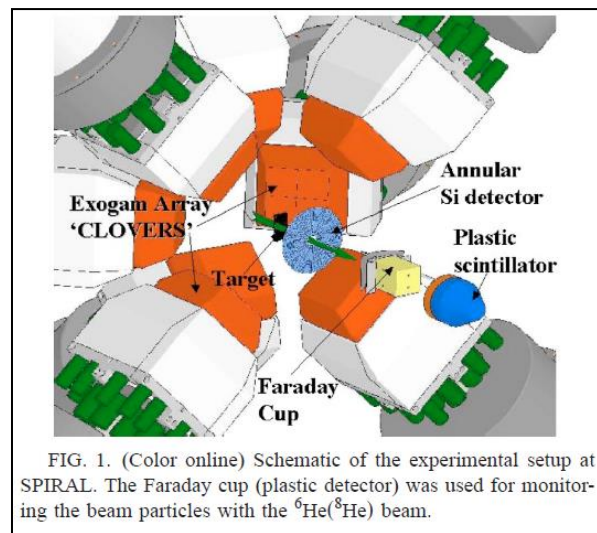 Annular
Si detector
Exogam Array
‘CLOVERS’
Plastic
scintillator
Target
Faraday
Cup
FIG. 1. (Color online) Schematic of the experimental setup at
SPIRAL. The Faraday cup (plastic detector) was used for monitor-
ing the beam particles with the ⁶He(⁸He) beam.